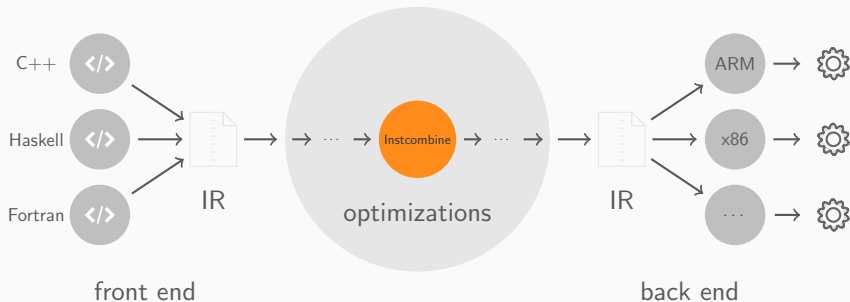 C++
</>
ARM
Haskell
</>
IR
...
Instcombine
...
IR
x86
Fortran
</>
optimizations
...
front end
back end